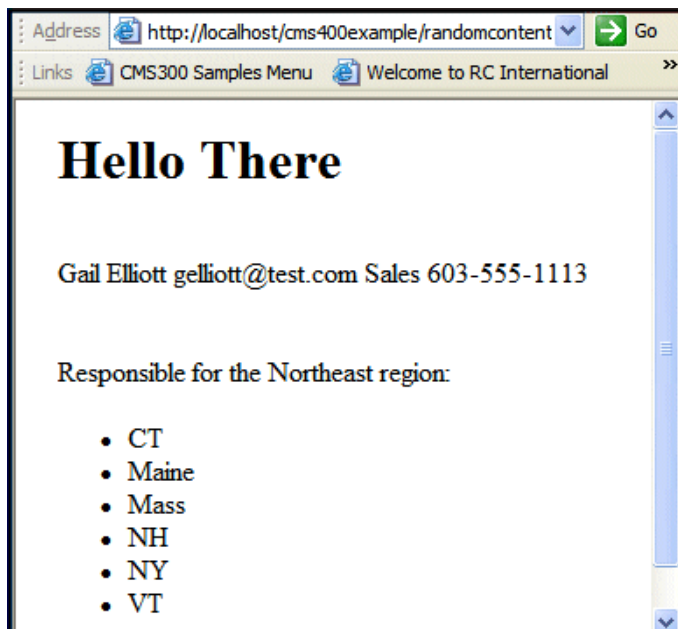 Address http://localhost/cms400example/randomcontent Go
Links CMS300 Samples Menu Welcome to RC International »
Hello There
Gail Elliott gelliott@test.com Sales 603-555-1113
Responsible for the Northeast region:
• CT
• Maine
• Mass
• NH
• NY
• VT